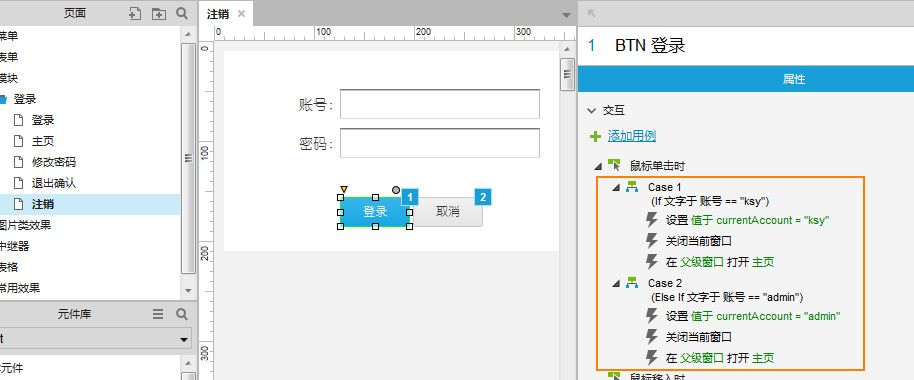 页面
菜单
表单
模块
登录
登录
主页
修改密码
退出确认
注销
图片类效果
中继器
表格
常用效果
元件库
元件
注销
0
100
200
300
0
100
200
300
账号：
密码：
登录
1
取消
2
1 BTN 登录
属性
交互
添加用例
鼠标单击时
Case 1
(If 文字于 账号 == "ksy")
设置 值于 currentAccount = "ksy"
关闭当前窗口
在 父级窗口 打开 主页
Case 2
(Else If 文字于 账号 == "admin")
设置 值于 currentAccount = "admin"
关闭当前窗口
在 父级窗口 打开 主页
鼠标移入时